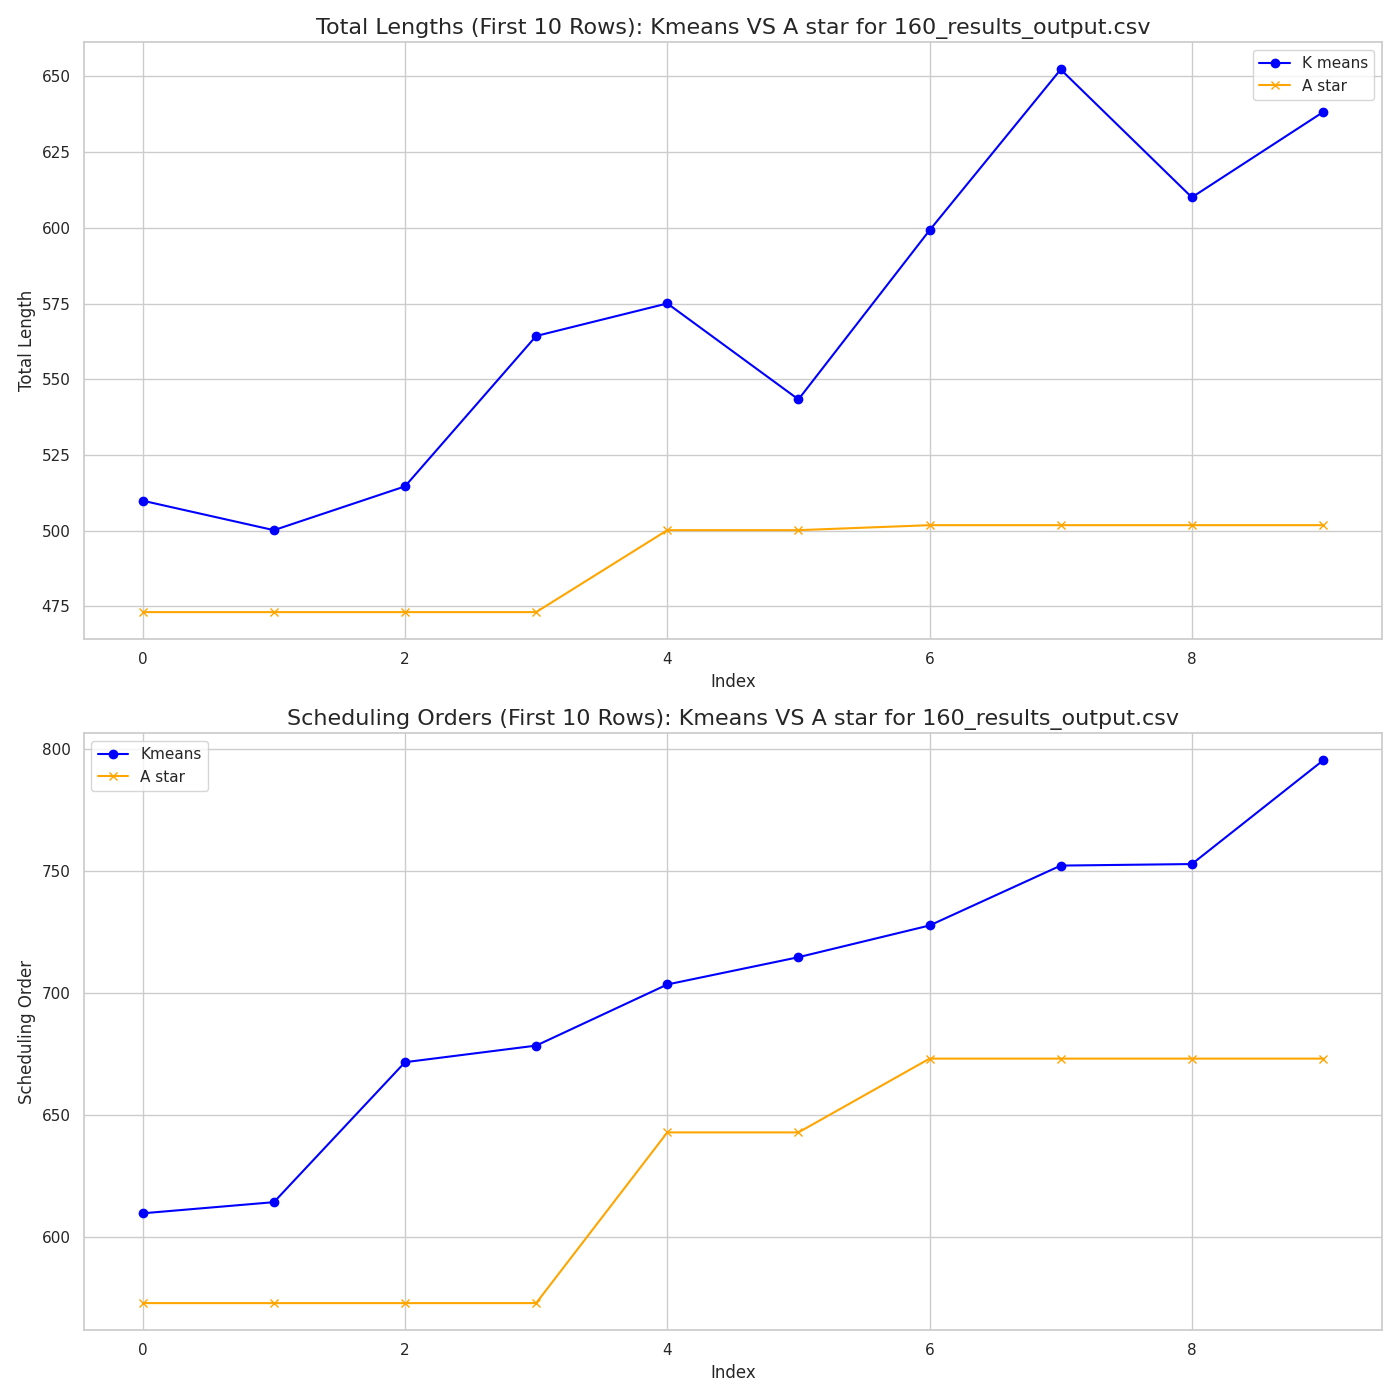 Total Lengths (First 10 Rows): Kmeans VS A star for 160_results_output.csv
K means
A star
650
625
600
575
550
525
500
475
Total Length
0
2
4
6
8
Index
Scheduling Orders (First 10 Rows): Kmeans VS A star for 160_results_output.csv
Kmeans
A star
800
750
700
650
600
Scheduling Order
0
2
4
6
8
Index